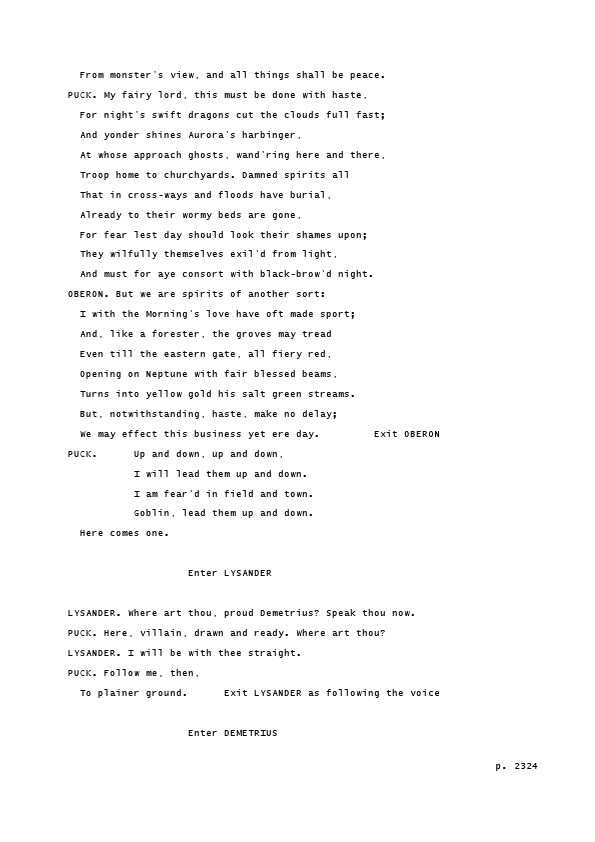 From monster's view, and all things shall be peace.
PUCK. My fairy lord, this must be done with haste,
For night's swift dragons cut the clouds full fast;
And yonder shines Aurora's harbinger,
At whose approach ghosts, wand'ring here and there,
Troop home to churchyards. Damned spirits all
That in cross-ways and floods have burial,
Already to their wormy beds are gone,
For fear lest day should look their shames upon;
They wilfully themselves exil'd from light,
And must for aye consort with black-brow'd night.
OBERON. But we are spirits of another sort:
I with the Morning's love have oft made sport;
And, like a forester, the groves may tread
Even till the eastern gate, all fiery red,
Opening on Neptune with fair blessed beams,
Turns into yellow gold his salt green streams.
But, notwithstanding, haste, make no delay;
We may effect this business yet ere day. Exit OBERON
PUCK. Up and down, up and down,
I will lead them up and down.
I am fear'd in field and town.
Goblin, lead them up and down.
Here comes one.
Enter LYSANDER
LYSANDER. Where art thou, proud Demetrius? Speak thou now.
PUCK. Here, villain, drawn and ready. Where art thou?
LYSANDER. I will be with thee straight.
PUCK. Follow me, then,
To plainer ground. Exit LYSANDER as following the voice
Enter DEMETRIUS
p. 2324